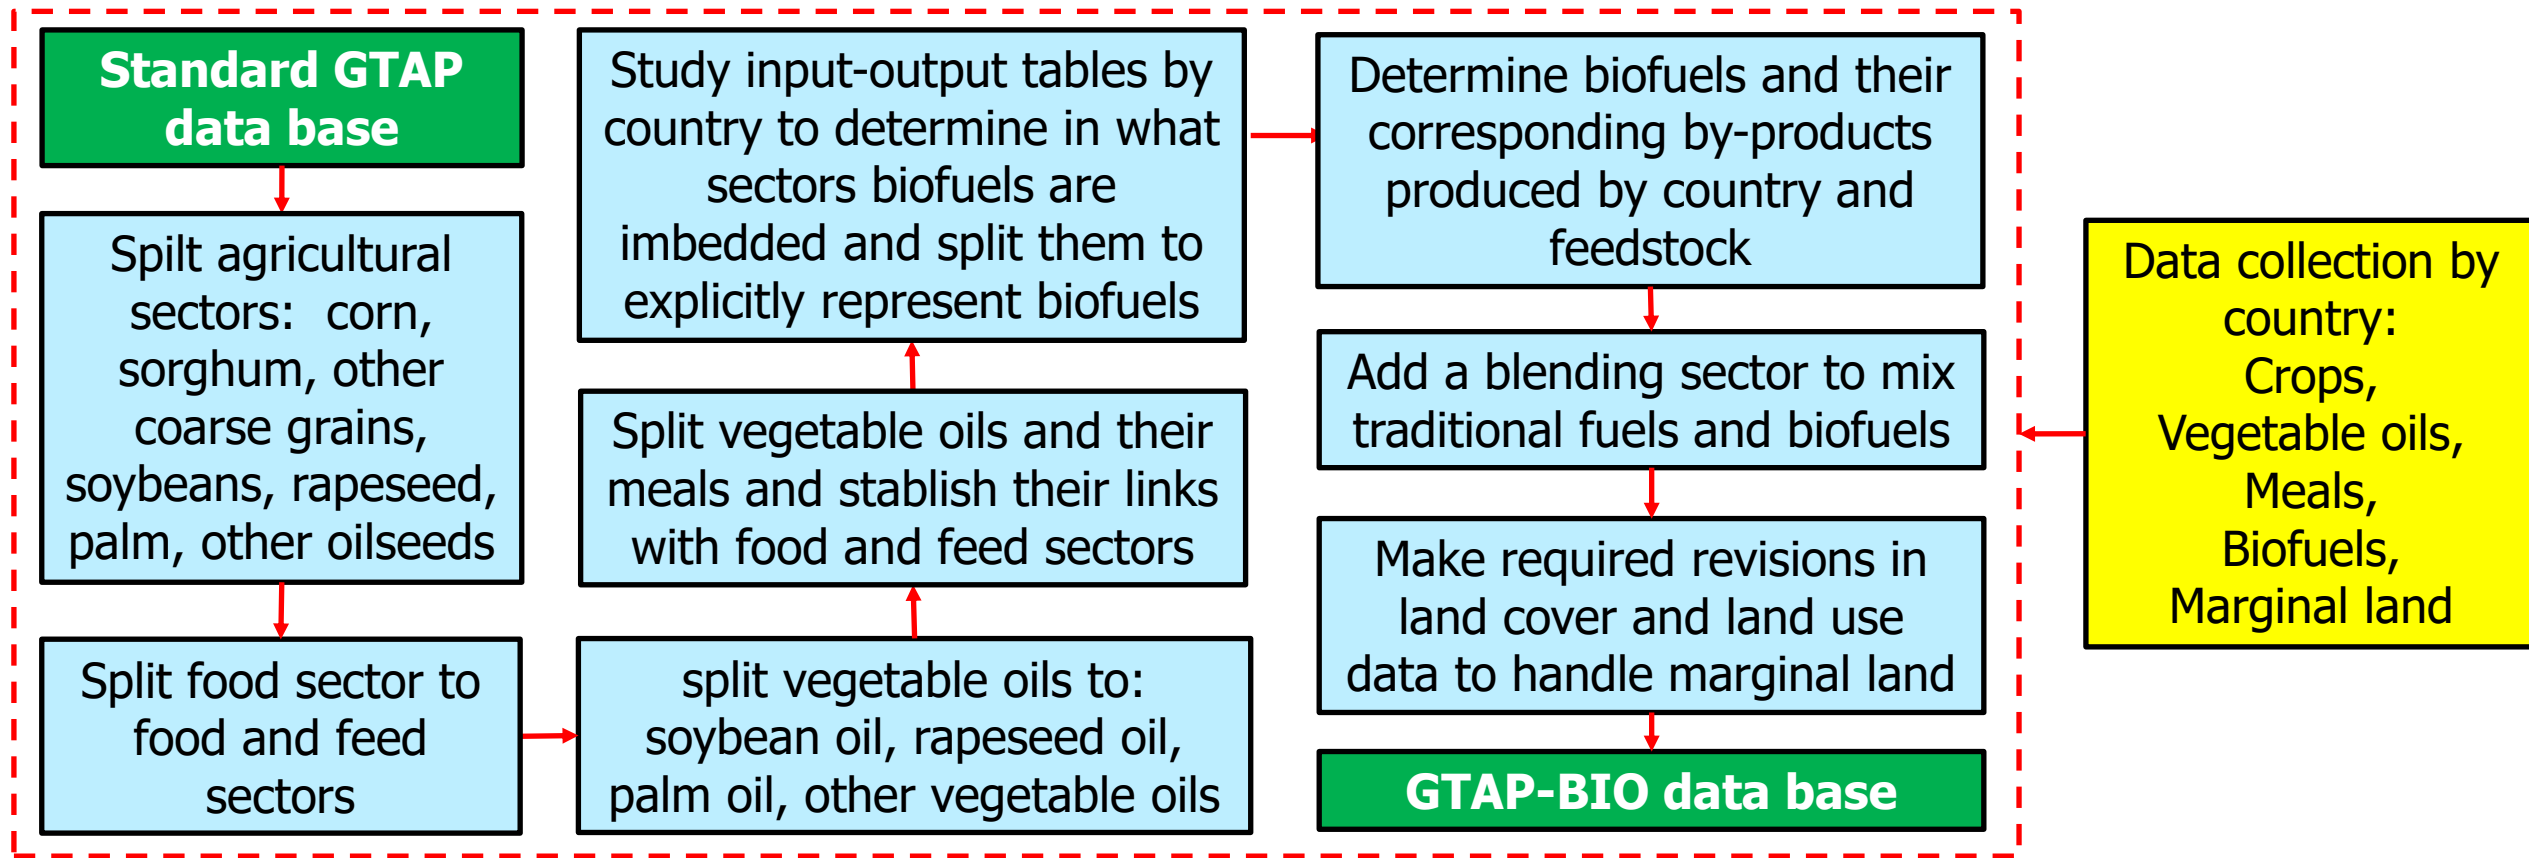 Standard GTAP
data base
Spilt agricultural
sectors: corn,
sorghum, other
coarse grains,
soybeans, rapeseed,
palm, other oilseeds
Split food sector to
food and feed
sectors
split vegetable oils to:
soybean oil, rapeseed oil,
palm oil, other vegetable oils
Split vegetable oils and their
meals and stablish their links
with food and feed sectors
Study input-output tables by
country to determine in what
sectors biofuels are
imbedded and split them to
explicitly represent biofuels
Determine biofuels and their
corresponding by-products
produced by country and
feedstock
Add a blending sector to mix
traditional fuels and biofuels
Make required revisions in
land cover and land use
data to handle marginal land
GTAP-BIO data base
Data collection by
country:
Crops,
Vegetable oils,
Meals,
Biofuels,
Marginal land